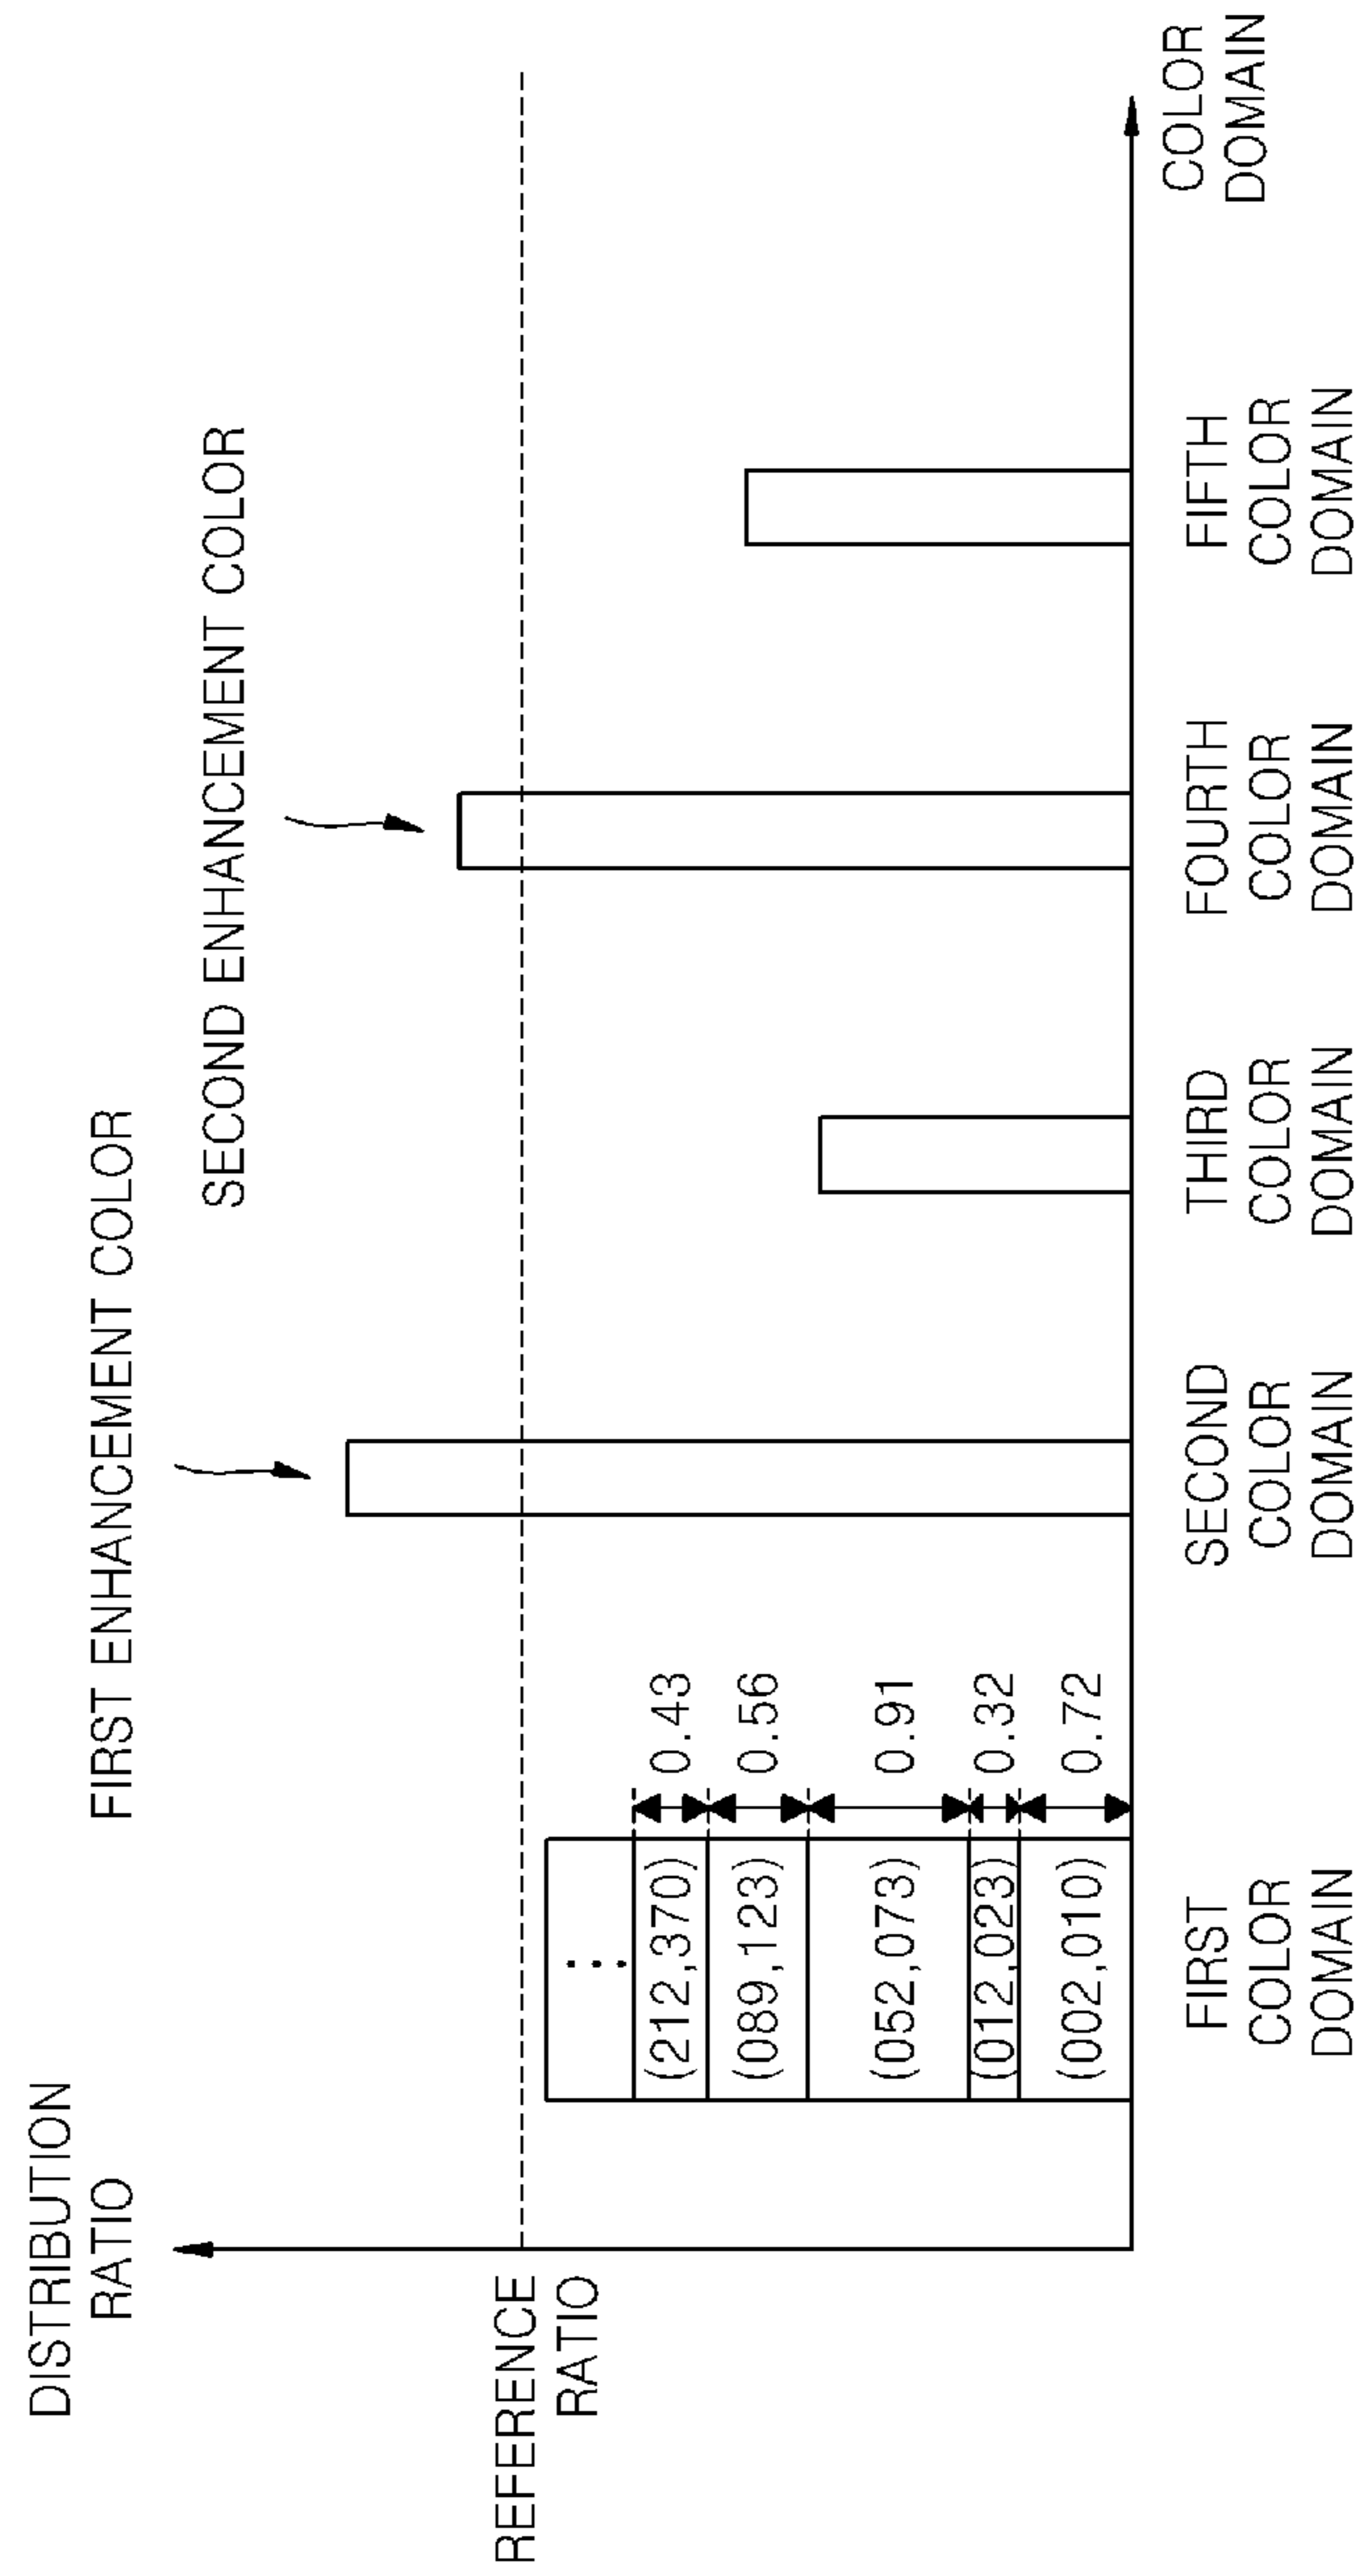 DISTRIBUTION
RATIO
FIRST ENHANCEMENT COLOR
SECOND ENHANCEMENT COLOR
REFERENCE
RATIO
⋮
(212,370)
0.43
(089,123)
0.56
(052,073)
0.91
(012,023)
0.32
(002,010)
0.72
FIRST
COLOR
DOMAIN
SECOND
COLOR
DOMAIN
THIRD
COLOR
DOMAIN
FOURTH
COLOR
DOMAIN
FIFTH
COLOR
DOMAIN
COLOR
DOMAIN